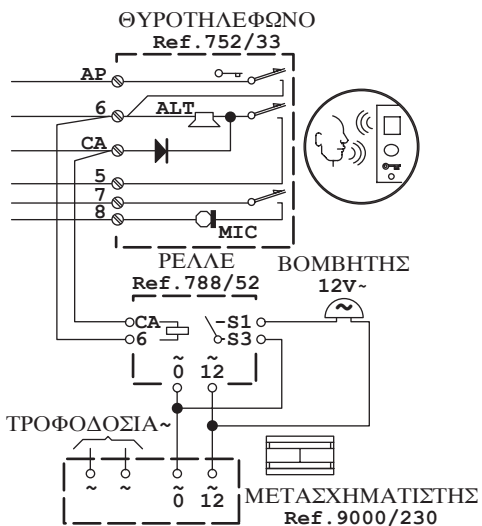 ΘΥΡΟΤΗΛΕΦΩΝΟ
Ref.752/33
AP
6
ALT
CA
5
7
8
MIC
ΡΕΛΛΕ
Ref.788/52
ΒΟΜΒΗΤΗΣ
12V~
CA
S1
6
S3
~ ~
0 12
ΤΡΟΦΟΔΟΣΙΑ~
~ ~ ~ ~
0 12
ΜΕΤΑΣΧΗΜΑΤΙΣΤΗΣ
Ref.9000/230